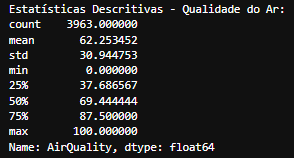 Estatísticas Descritivas - Qualidade do Ar:
count    3963.000000
mean       62.253452
std        30.944753
min         0.000000
25%        37.686567
50%        69.444444
75%        87.500000
max       100.000000
Name: AirQuality, dtype: float64